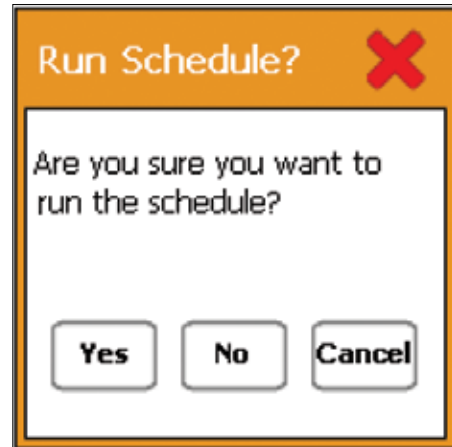 Run Schedule?
Are you sure you want to
run the schedule?
Yes No Cancel